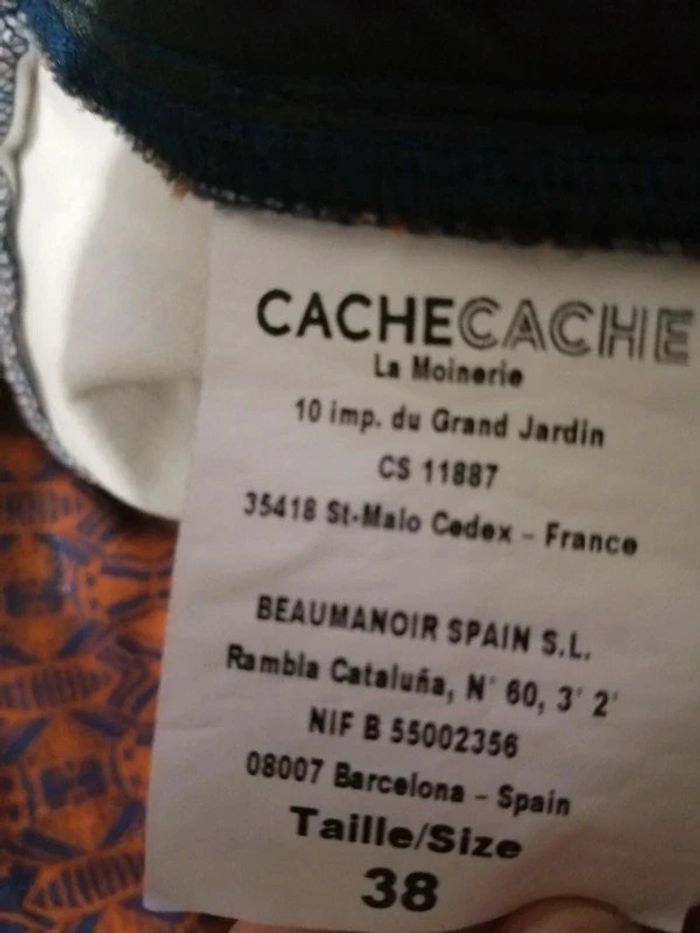 CACHECACHE
La Moinerie
10 imp. du Grand Jardin
CS 11887
35418 St-Malo Cedex - France
BEAUMANOIR SPAIN S.L.
Rambla Cataluña, N° 60, 3° 2°
NIF B 55002356
08007 Barcelona - Spain
Taille/Size
38